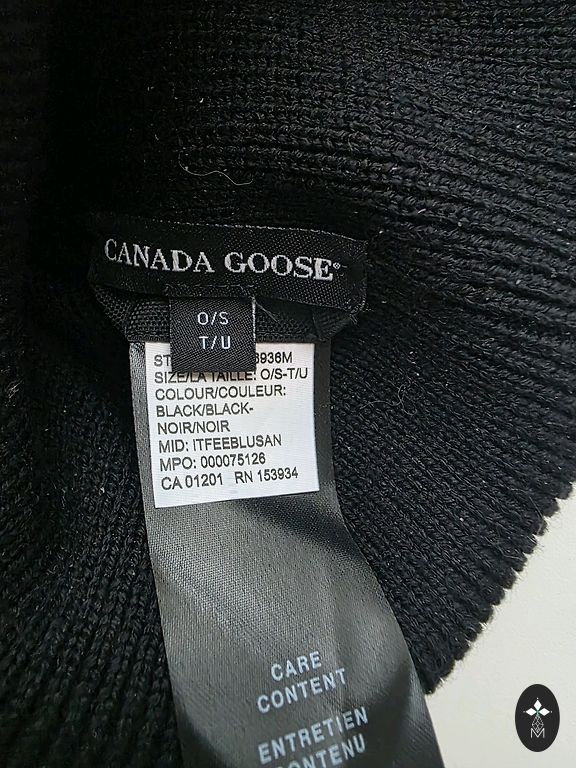 CANADA GOOSE®
O/S
T/U
SIZE/LA TAILLE: O/S-T/U
COLOUR/COULEUR:
BLACK/BLACK-
NOIR/NOIR
MID: ITFEEBLUSAN
MPO: 000075126
CA 01201 RN 153934
CARE
CONTENT
ENTRETIEN
CONTENU